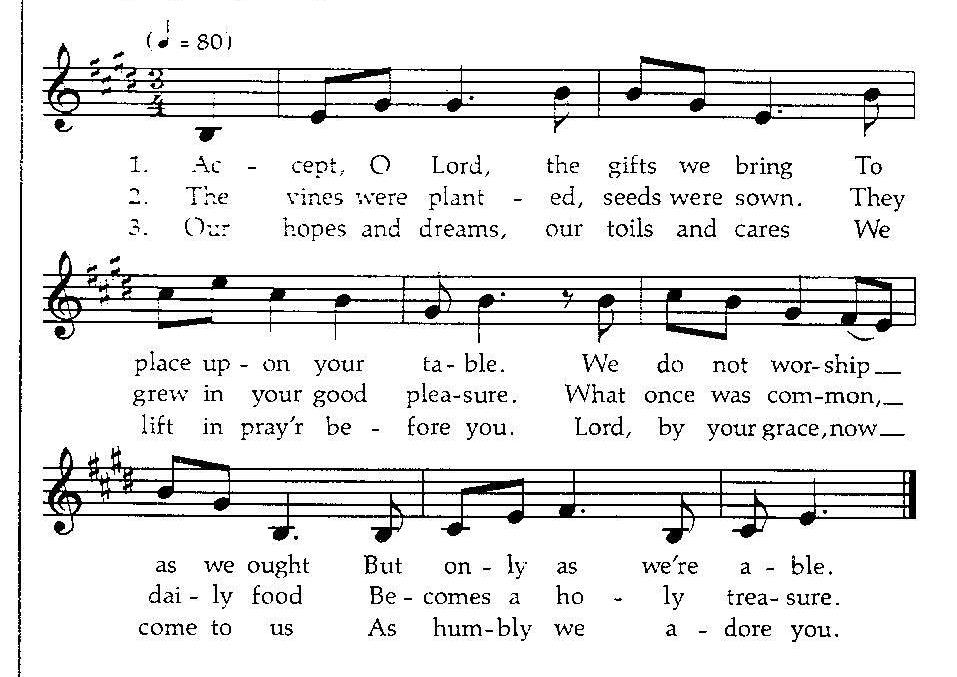 (♩ = 80)
3/4
1. Ac - cept, O Lord, the gifts we bring To
2. The vines were plant - ed, seeds were sown. They
3. Our hopes and dreams, our toils and cares We
place up - on your ta - ble. We do not wor - ship
grew in your good plea - sure. What once was com - mon,
lift in pray'r be - fore you. Lord, by your grace, now
as we ought But on - ly as we're a - ble.
dai - ly food Be - comes a ho - ly trea - sure.
come to us As hum - bly we a - dore you.